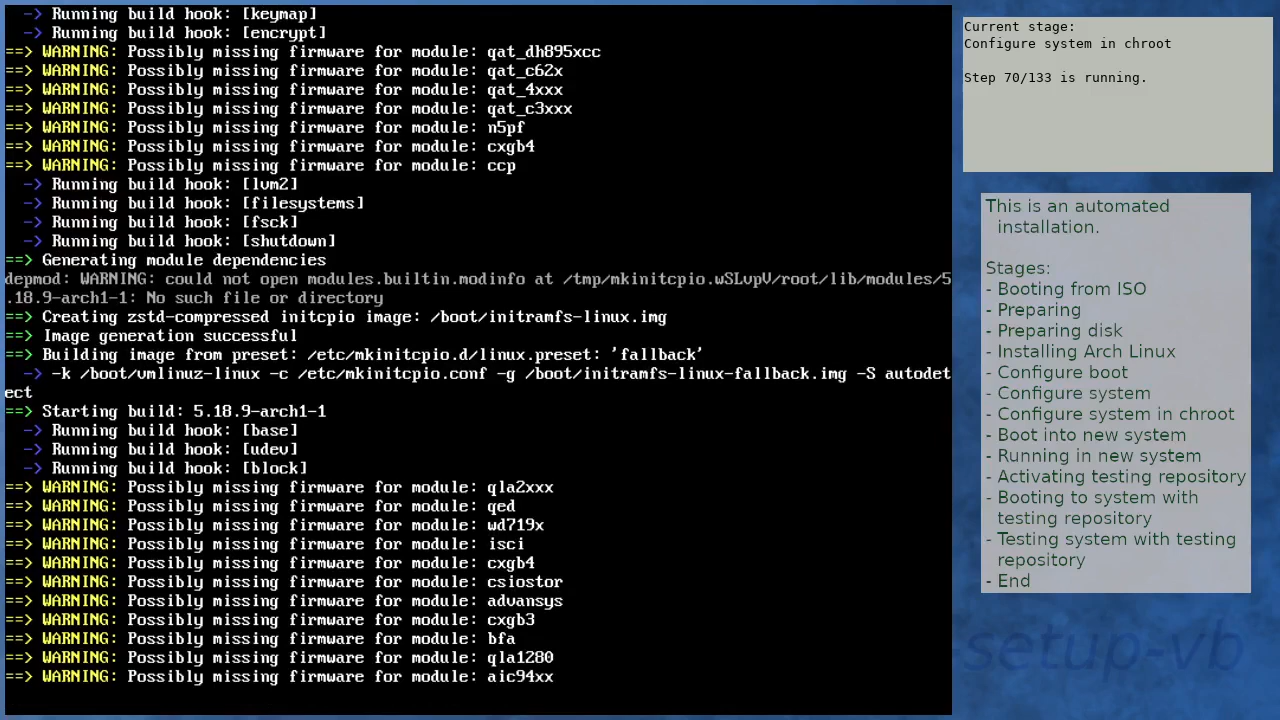 -> Running build hook: [keymap]
-> Running build hook: [encrypt]
==> WARNING: Possibly missing firmware for module: qat_dh895xcc
==> WARNING: Possibly missing firmware for module: qat_c62x
==> WARNING: Possibly missing firmware for module: qat_4xxx
==> WARNING: Possibly missing firmware for module: qat_c3xxx
==> WARNING: Possibly missing firmware for module: n5pf
==> WARNING: Possibly missing firmware for module: cxgb4
==> WARNING: Possibly missing firmware for module: ccp
-> Running build hook: [lvm2]
-> Running build hook: [filesystems]
-> Running build hook: [fsck]
-> Running build hook: [shutdown]
==> Generating module dependencies
depmod: WARNING: could not open modules.builtin.modinfo at /tmp/mkinitcpio.wSLvpV/root/lib/modules/5
.18.9-arch1-1: No such file or directory
==> Creating zstd-compressed initcpio image: /boot/initramfs-linux.img
==> Image generation successful
==> Building image from preset: /etc/mkinitcpio.d/linux.preset: 'fallback'
-> -k /boot/vmlinuz-linux -c /etc/mkinitcpio.conf -g /boot/initramfs-linux-fallback.img -S autodet
ect
==> Starting build: 5.18.9-arch1-1
-> Running build hook: [base]
-> Running build hook: [udev]
-> Running build hook: [block]
==> WARNING: Possibly missing firmware for module: qla2xxx
==> WARNING: Possibly missing firmware for module: qed
==> WARNING: Possibly missing firmware for module: wd719x
==> WARNING: Possibly missing firmware for module: isci
==> WARNING: Possibly missing firmware for module: cxgb4
==> WARNING: Possibly missing firmware for module: csiostor
==> WARNING: Possibly missing firmware for module: advansys
==> WARNING: Possibly missing firmware for module: cxgb3
==> WARNING: Possibly missing firmware for module: bfa
==> WARNING: Possibly missing firmware for module: qla1280
==> WARNING: Possibly missing firmware for module: aic94xx
Current stage:
Configure system in chroot
Step 70/133 is running.
This is an automated
installation.
Stages:
- Booting from ISO
- Preparing
- Preparing disk
- Installing Arch Linux
- Configure boot
- Configure system
- Configure system in chroot
- Boot into new system
- Running in new system
- Activating testing repository
- Booting to system with
testing repository
- Testing system with testing
repository
- End
setup-vb